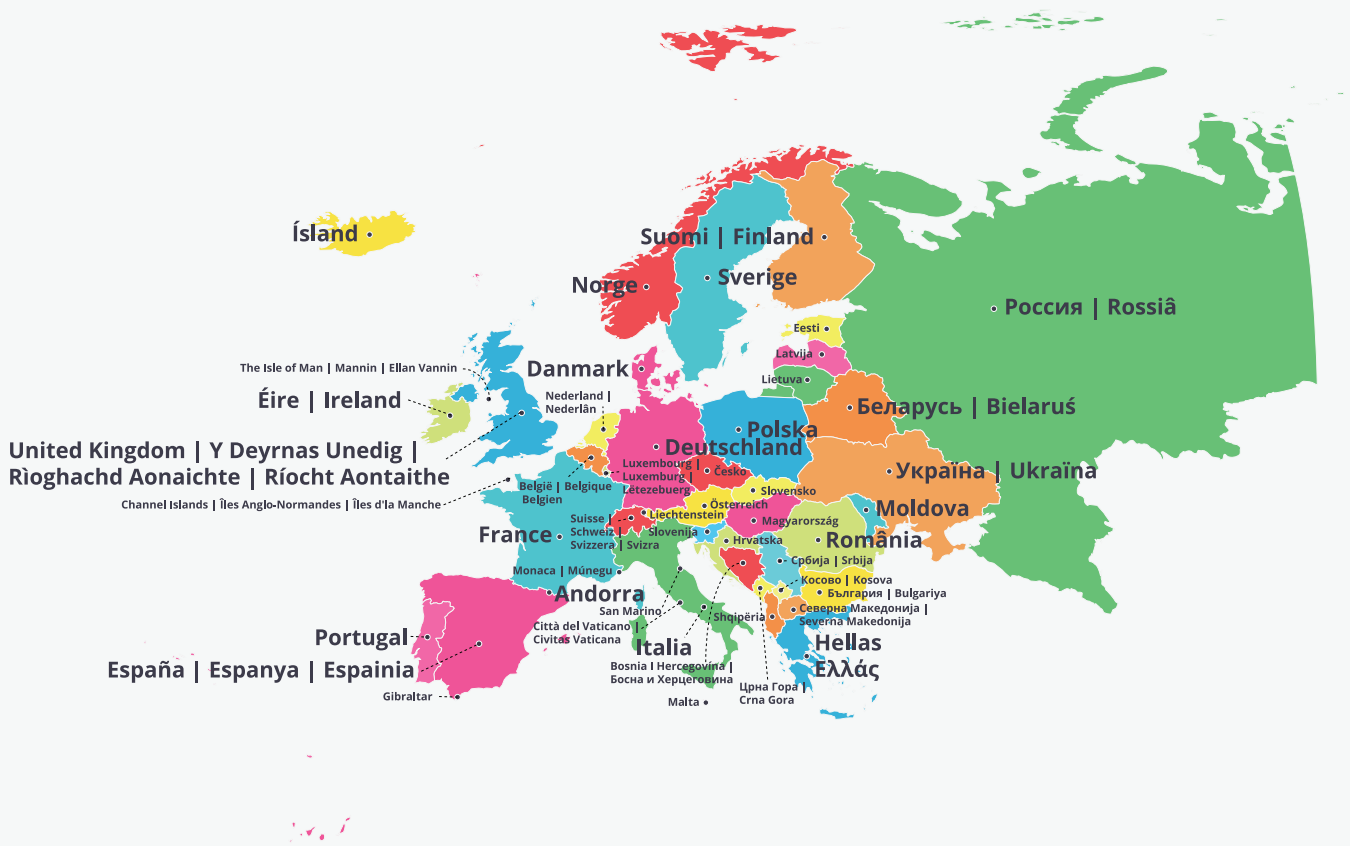 Ísland
Suomi | Finland
Norge
Sverige
Россия | Rossiâ
Eesti
Latvija
The Isle of Man | Mannin | Ellan Vannin
Danmark
Lietuva
Éire | Ireland
Nederland |
Nederlân
Беларусь | Bielaruś
United Kingdom | Y Deyrnas Unedig |
Rìoghachd Aonaichte | Ríocht Aontaithe
Polska
Deutschland
Luxembourg |
Luxemburg |
Lëtezebuerg
Česko
Україна | Ukraïna
België | Belgique
Belgien
Slovensko
Channel Islands | Îles Anglo-Normandes | Îles d'la Manche
Österreich
Moldova
Liechtenstein
Suisse |
Schweiz |
Svizzera | Svizra
Magyarország
France
Slovenija
Hrvatska
România
Србија | Srbija
Monaca | Múnegu
Косово | Kosova
Andorra
България | Bulgariya
San Marino
Северна Македонија |
Severna Makedonija
Shqipëria
Città del Vaticano |
Civitas Vaticana
Portugal
Italia
Hellas
Ελλάς
España | Espanya | Espainia
Bosnia I Hercegovína |
Босна и Херцеговина
Црна Гора |
Crna Gora
Gibraltar
Malta